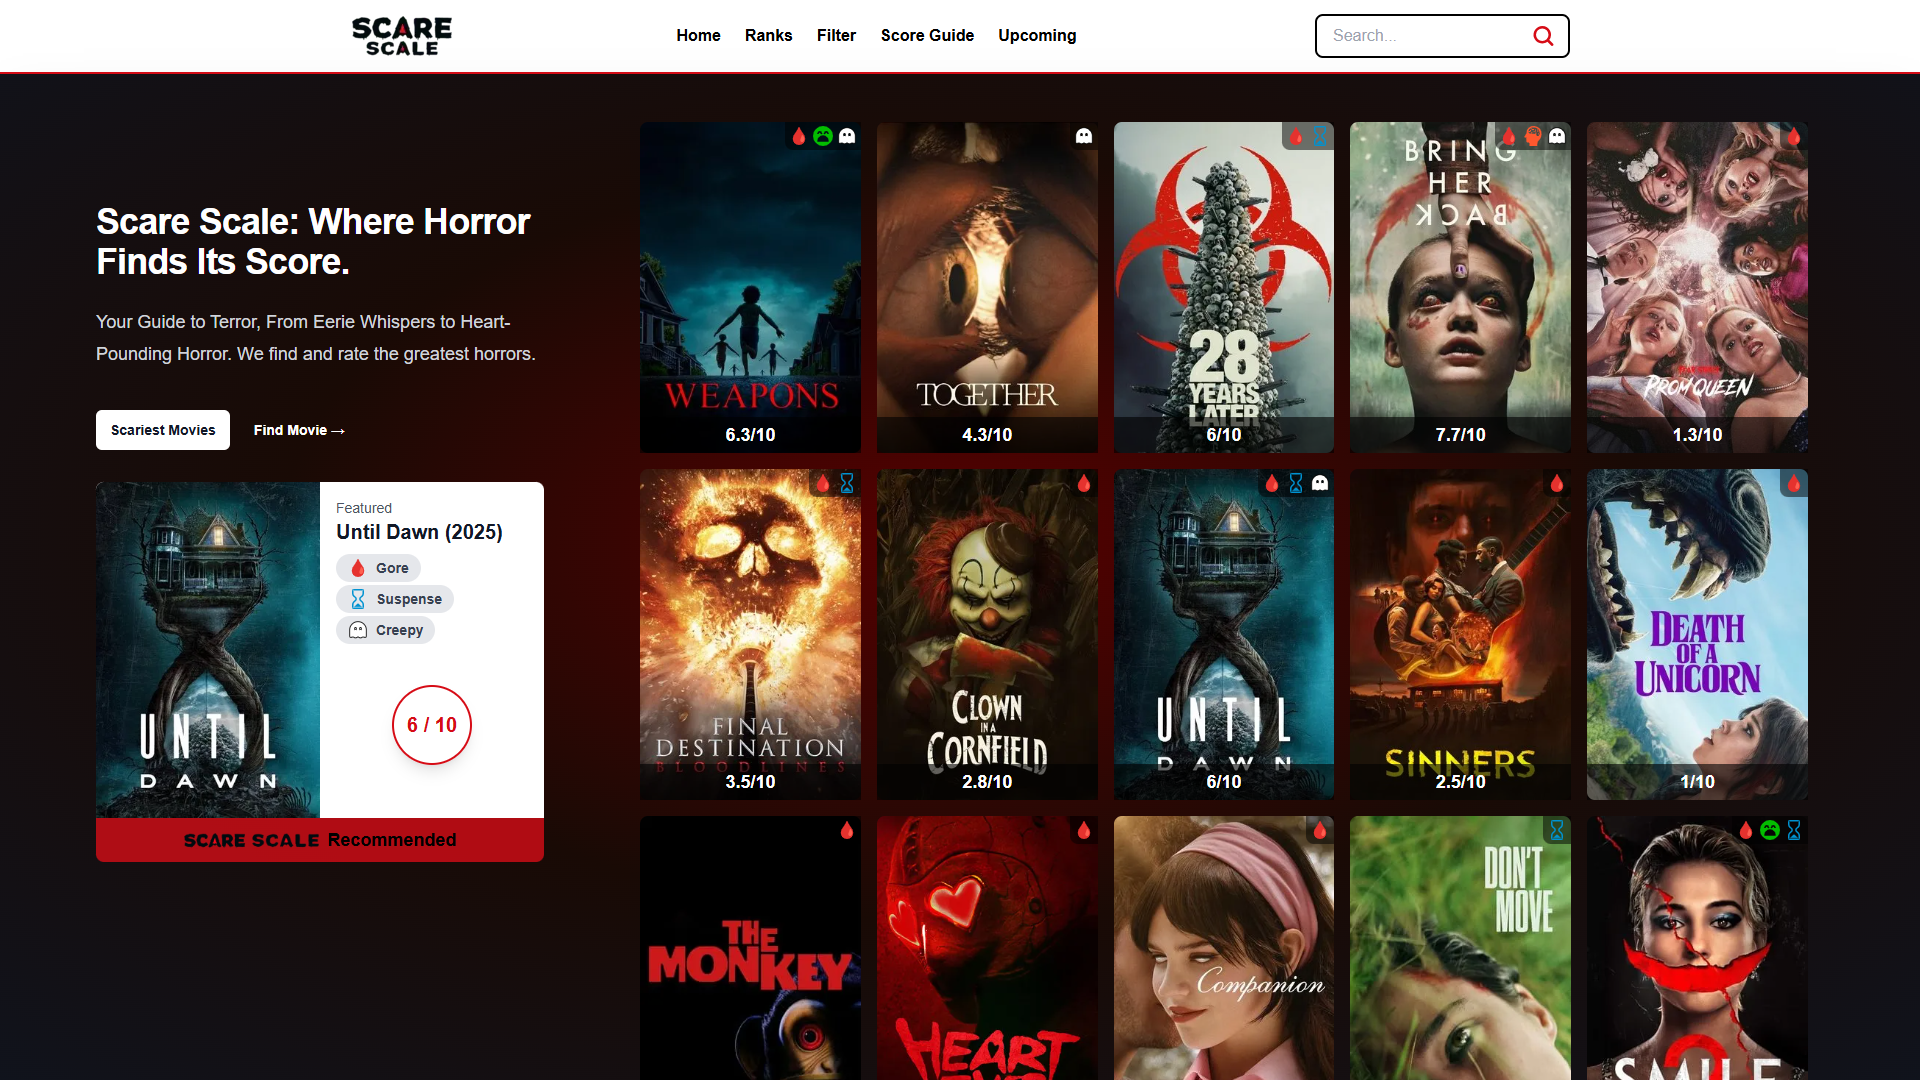 SCARE
SCALE
Home
Ranks
Filter
Score Guide
Upcoming
Search...
Scare Scale: Where Horror
Finds Its Score.
Your Guide to Terror, From Eerie Whispers to Heart-
Pounding Horror. We find and rate the greatest horrors.
Scariest Movies
Find Movie →
Featured
Until Dawn (2025)
Gore
Suspense
Creepy
6 / 10
UNTIL
DAWN
SCARE SCALE Recommended
WEAPONS
6.3/10
TOGETHER
4.3/10
28
YEARS
LATER
6/10
BRING
HER
BACK
7.7/10
PROM QUEEN
1.3/10
FINAL
DESTINATION
BLOODLINES
3.5/10
CLOWN
IN A
CORNFIELD
2.8/10
UNTIL
DAWN
6/10
SINNERS
2.5/10
DEATH
OF A
UNICORN
1/10
THE
MONKEY
HEART
Companion
DON'T
MOVE
SMILE
2